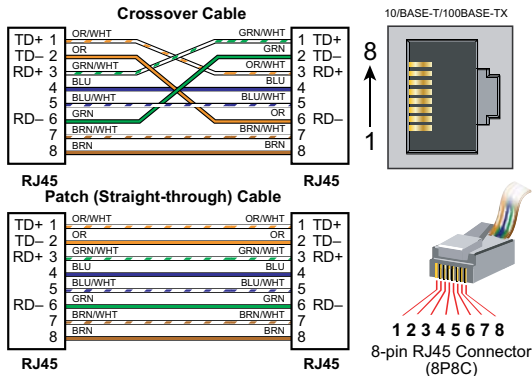 Crossover Cable
TD+ 1 OR/WHT GRN/WHT 1 TD+
TD– 2 OR GRN 2 TD–
RD+ 3 GRN/WHT OR/WHT 3 RD+
4 BLU BLU 4
5 BLU/WHT BLU/WHT 5
RD– 6 GRN OR 6 RD–
7 BRN/WHT BRN/WHT 7
8 BRN BRN 8
RJ45 RJ45
10/BASE-T/100BASE-TX
8
1
Patch (Straight-through) Cable
TD+ 1 OR/WHT OR/WHT 1 TD+
TD– 2 OR OR 2 TD–
RD+ 3 GRN/WHT GRN/WHT 3 RD+
4 BLU BLU 4
5 BLU/WHT BLU/WHT 5
RD– 6 GRN GRN 6 RD–
7 BRN/WHT BRN/WHT 7
8 BRN BRN 8
RJ45 RJ45
1 2 3 4 5 6 7 8
8-pin RJ45 Connector
(8P8C)